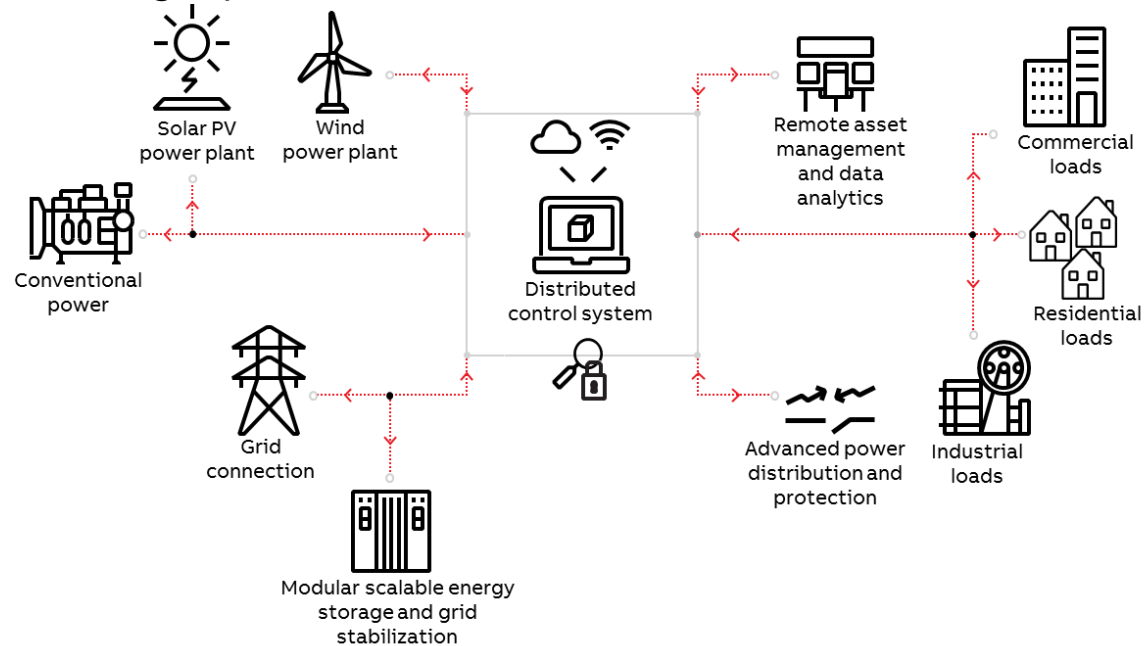 Solar PV
power plant
Wind
power plant
Remote asset
management
and data
analytics
Commercial
loads
Conventional
power
Distributed
control system
Residential
loads
Grid
connection
Advanced power
distribution and
protection
Industrial
loads
Modular scalable energy
storage and grid
stabilization